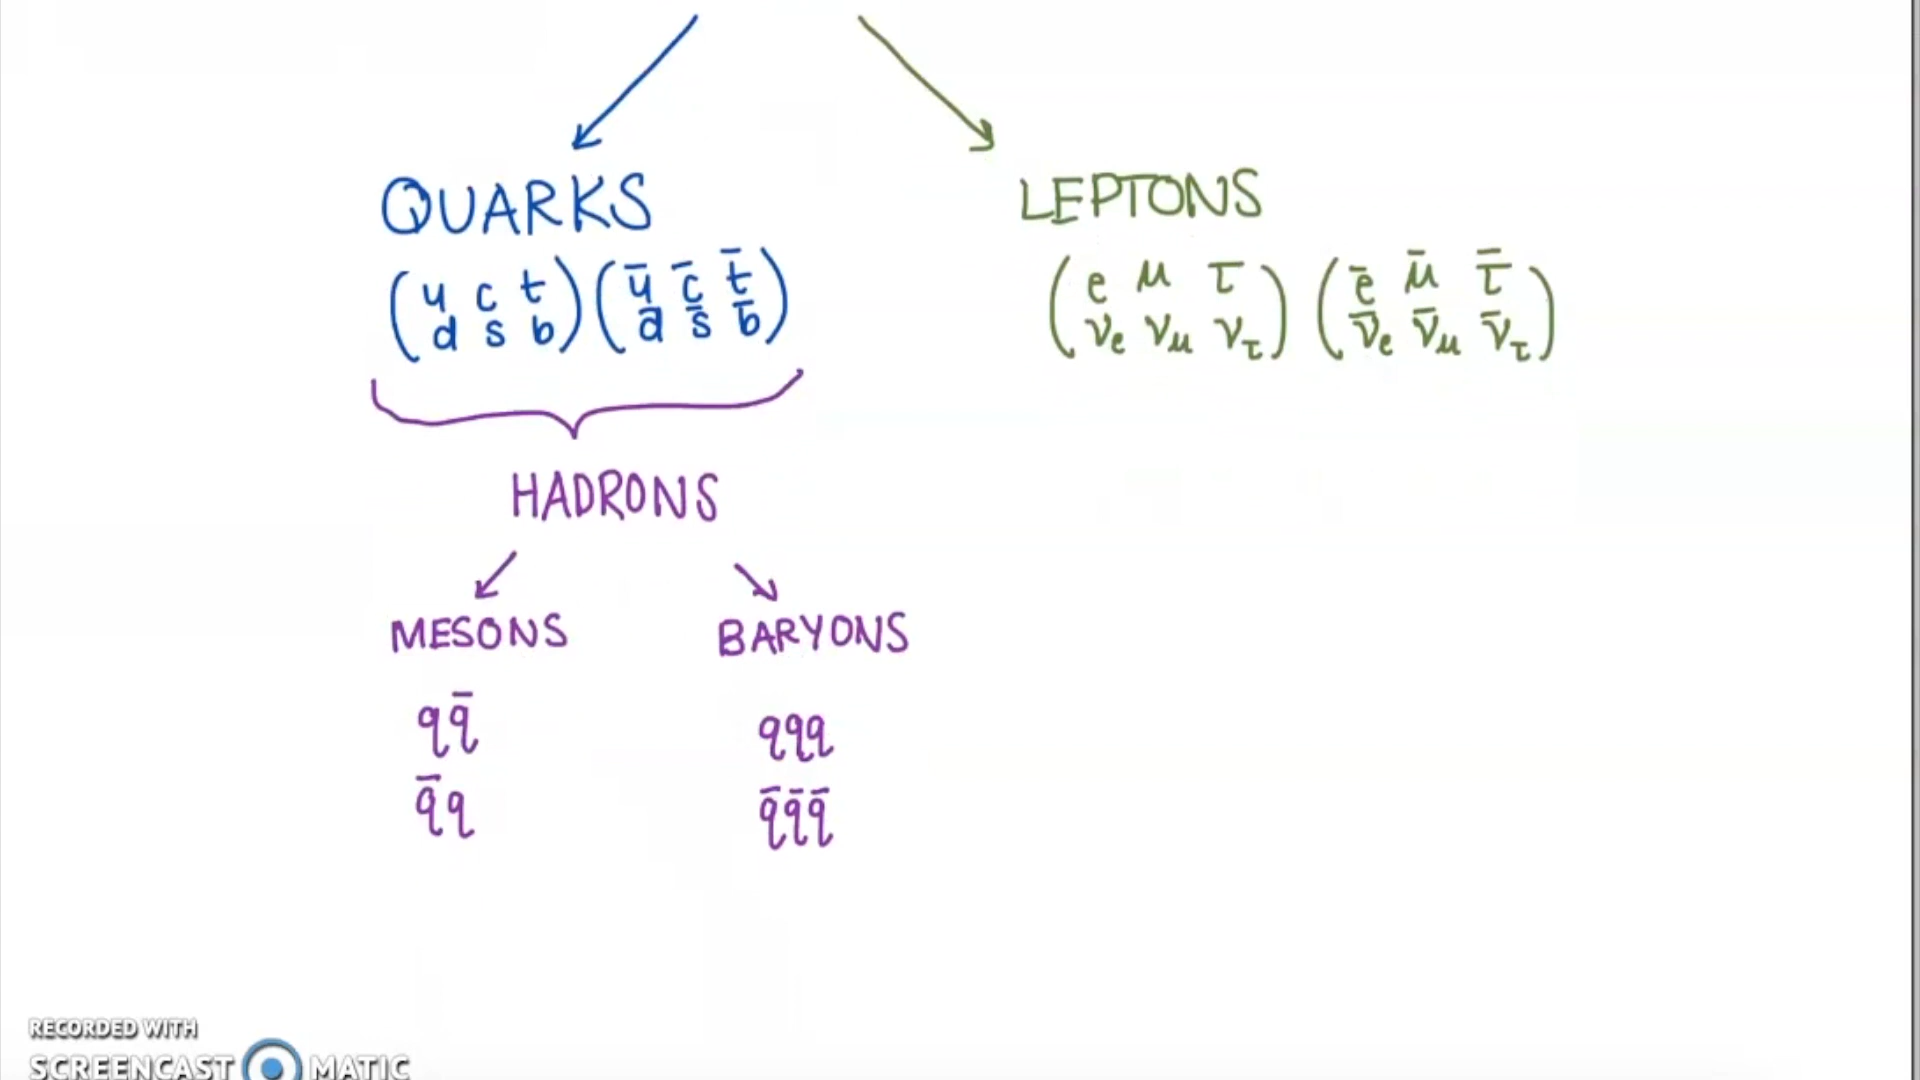 QUARKS
LEPTONS
(u c t) (ū c̄ t̄)
(d s b) (d̄ s̄ b̄)
(e μ τ) (ē μ̄ τ̄)
(νe νμ ντ) (ν̄e ν̄μ ν̄τ)
HADRONS
MESONS
BARYONS
qq̄
q̄q
qqq
q̄q̄q̄
RECORDED WITH
SCREENCAST MATIC